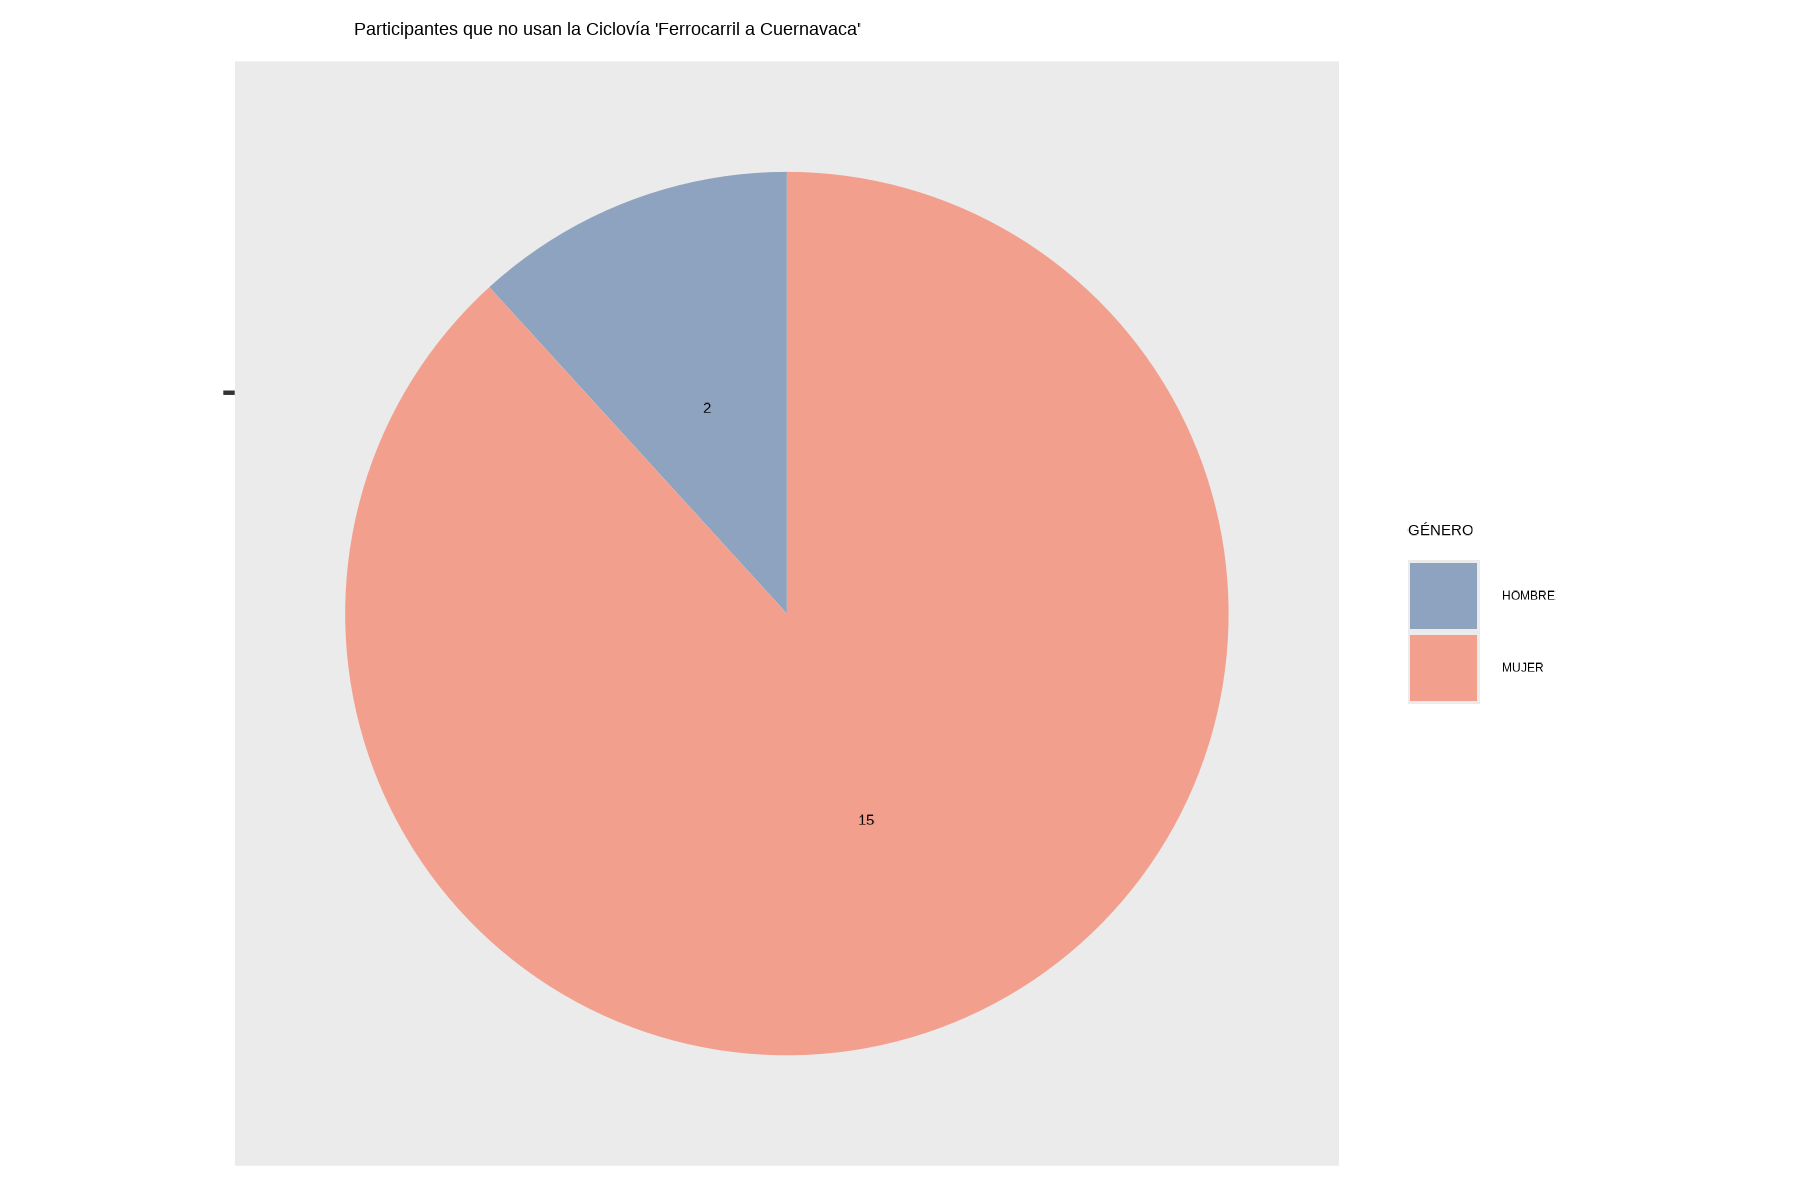 Participantes que no usan la Ciclovía 'Ferrocarril a Cuernavaca'
2
15
GÉNERO
HOMBRE
MUJER